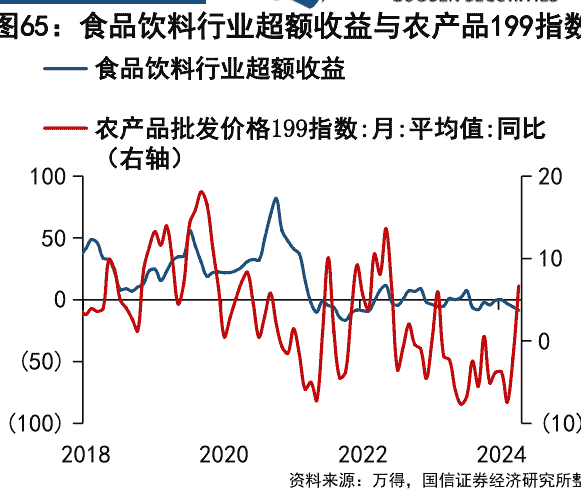 图65：食品饮料行业超额收益与农产品199指数
食品饮料行业超额收益
农产品批发价格199指数:月:平均值:同比
（右轴）
100 20
50 10
0 0
(50)
(100) (10)
2018 2020 2022 2024
资料来源：万得，国信证券经济研究所整